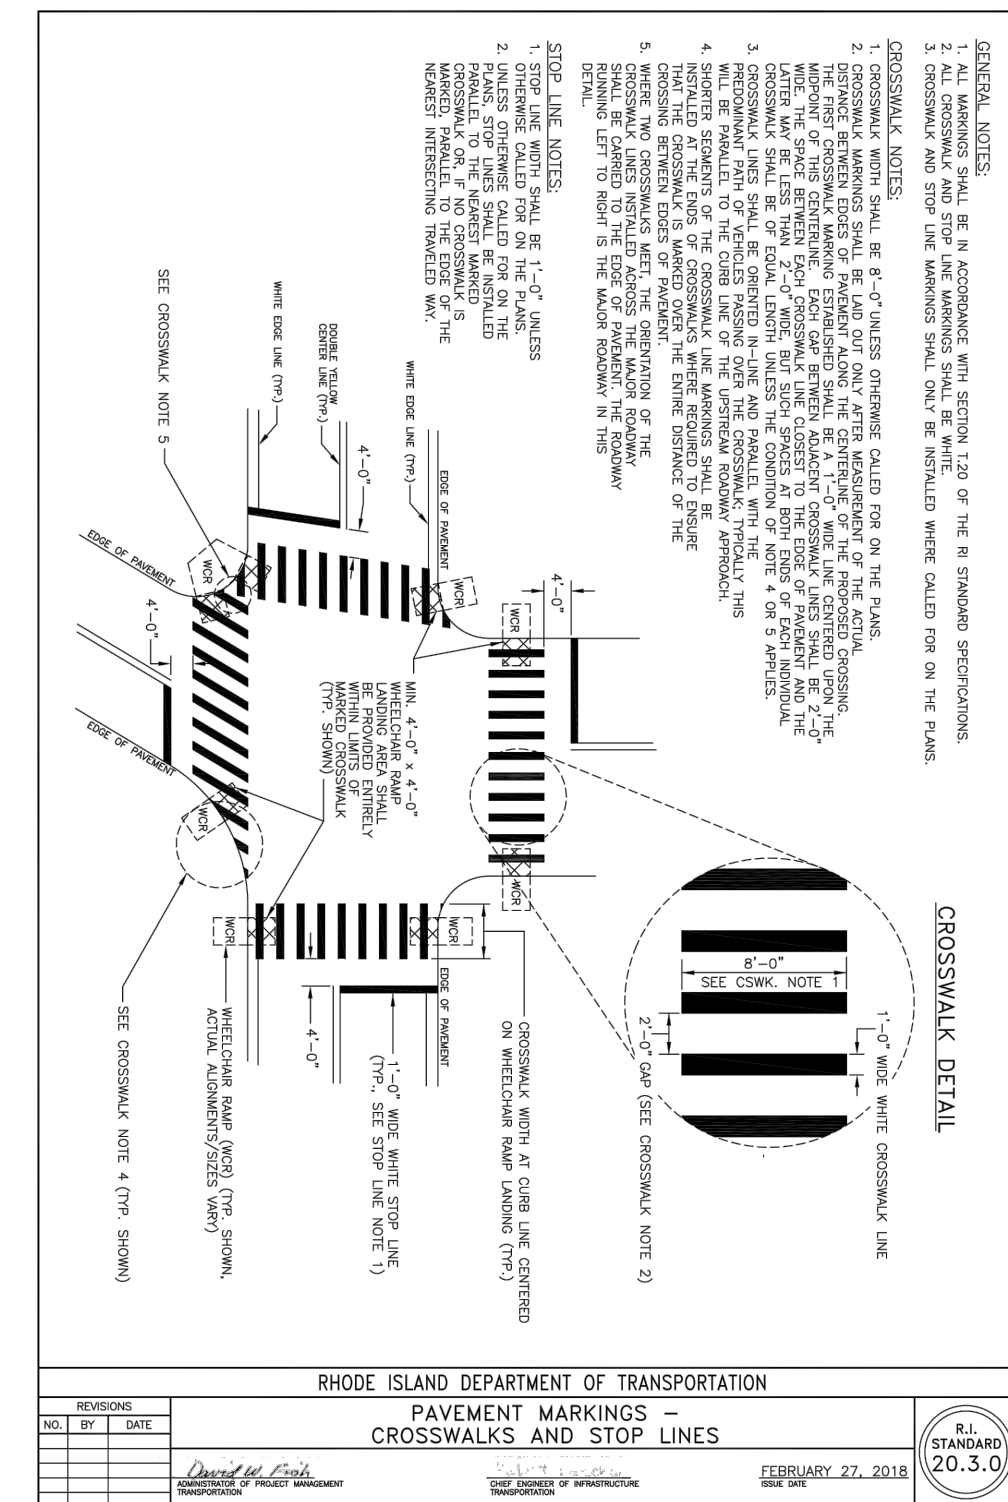 GENERAL NOTES:
1. ALL MARKINGS SHALL BE IN ACCORDANCE WITH SECTION T.20 OF THE RI STANDARD SPECIFICATIONS.
2. ALL CROSSWALK AND STOP LINE MARKINGS SHALL BE WHITE.
3. CROSSWALK AND STOP LINE MARKINGS SHALL ONLY BE INSTALLED WHERE CALLED FOR ON THE PLANS.
CROSSWALK NOTES:
1. CROSSWALK WIDTH SHALL BE 8'-0" UNLESS OTHERWISE CALLED FOR ON THE PLANS.
2. CROSSWALK MARKINGS SHALL BE LAID OUT ONLY AFTER MEASUREMENT OF THE ACTUAL
DISTANCE BETWEEN EDGES OF PAVEMENT ALONG THE CENTERLINE OF THE PROPOSED CROSSING.
THE FIRST CROSSWALK MARKING ESTABLISHED SHALL BE A 1'-0" WIDE LINE CENTERED UPON THE
MIDPOINT OF THIS CENTERLINE. EACH GAP BETWEEN ADJACENT CROSSWALK LINES SHALL BE 2'-0"
WIDE. THE SPACE BETWEEN EACH CROSSWALK LINE CLOSEST TO THE EDGE OF PAVEMENT AND THE
LATTER MAY BE LESS THAN 2'-0" WIDE, BUT SUCH SPACES AT BOTH ENDS OF EACH INDIVIDUAL
CROSSWALK SHALL BE OF EQUAL LENGTH UNLESS THE CONDITION OF NOTE 4 OR 5 APPLIES.
3. CROSSWALK LINES SHALL BE ORIENTED IN-LINE AND PARALLEL WITH THE
PREDOMINANT PATH OF VEHICLES PASSING OVER THE CROSSWALK; TYPICALLY THIS
WILL BE PARALLEL TO THE CURB LINE OF THE UPSTREAM ROADWAY APPROACH.
4. SHORTER SEGMENTS OF THE CROSSWALK LINE MARKINGS SHALL BE
INSTALLED AT THE ENDS OF CROSSWALKS WHERE REQUIRED TO ENSURE
THAT THE CROSSWALK IS MARKED OVER THE ENTIRE DISTANCE OF THE
CROSSING BETWEEN EDGES OF PAVEMENT.
5. WHERE TWO CROSSWALKS MEET, THE ORIENTATION OF THE
CROSSWALK LINES INSTALLED ACROSS THE MAJOR ROADWAY
SHALL BE CARRIED TO THE EDGE OF PAVEMENT. THE ROADWAY
RUNNING LEFT TO RIGHT IS THE MAJOR ROADWAY IN THIS
DETAIL.
STOP LINE NOTES:
1. STOP LINE WIDTH SHALL BE 1'-0" UNLESS
OTHERWISE CALLED FOR ON THE PLANS.
2. UNLESS OTHERWISE CALLED FOR ON THE
PLANS, STOP LINES SHALL BE INSTALLED
PARALLEL TO THE NEAREST MARKED
CROSSWALK OR, IF NO CROSSWALK IS
MARKED, PARALLEL TO THE EDGE OF THE
NEAREST INTERSECTING TRAVELED WAY.
CROSSWALK DETAIL
8'-0"
SEE CSWK. NOTE 1
1'-0" WIDE WHITE CROSSWALK LINE
2'-0" GAP (SEE CROSSWALK NOTE 2)
CROSSWALK WIDTH AT CURB LINE CENTERED
ON WHEELCHAIR RAMP LANDING (TYP.)
1'-0" WIDE WHITE STOP LINE
(TYP., SEE STOP LINE NOTE 1)
4'-0"
WCR
WCR
EDGE OF PAVEMENT
WHITE EDGE LINE (TYP.)
4'-0"
DOUBLE YELLOW
CENTER LINE (TYP.)
WHITE EDGE LINE (TYP.)
WCR
MIN. 4'-0" x 4'-0"
WHEELCHAIR RAMP
LANDING AREA SHALL
BE PROVIDED ENTIRELY
WITHIN LIMITS OF
MARKED CROSSWALK
(TYP. SHOWN)
WCR
EDGE OF PAVEMENT
4'-0"
WCR
WCR
SEE CROSSWALK NOTE 5
EDGE OF PAVEMENT
4'-0"
EDGE OF PAVEMENT
WCR
WCR
WHEELCHAIR RAMP (WCR) (TYP. SHOWN,
ACTUAL ALIGNMENTS/SIZES VARY)
SEE CROSSWALK NOTE 4 (TYP. SHOWN)
RHODE ISLAND DEPARTMENT OF TRANSPORTATION
REVISIONS
NO. BY DATE
PAVEMENT MARKINGS –
CROSSWALKS AND STOP LINES
David W. Fish
ADMINISTRATOR OF PROJECT MANAGEMENT
TRANSPORTATION
CHIEF ENGINEER OF INFRASTRUCTURE
TRANSPORTATION
FEBRUARY 27, 2018
ISSUE DATE
R.I.
STANDARD
20.3.0